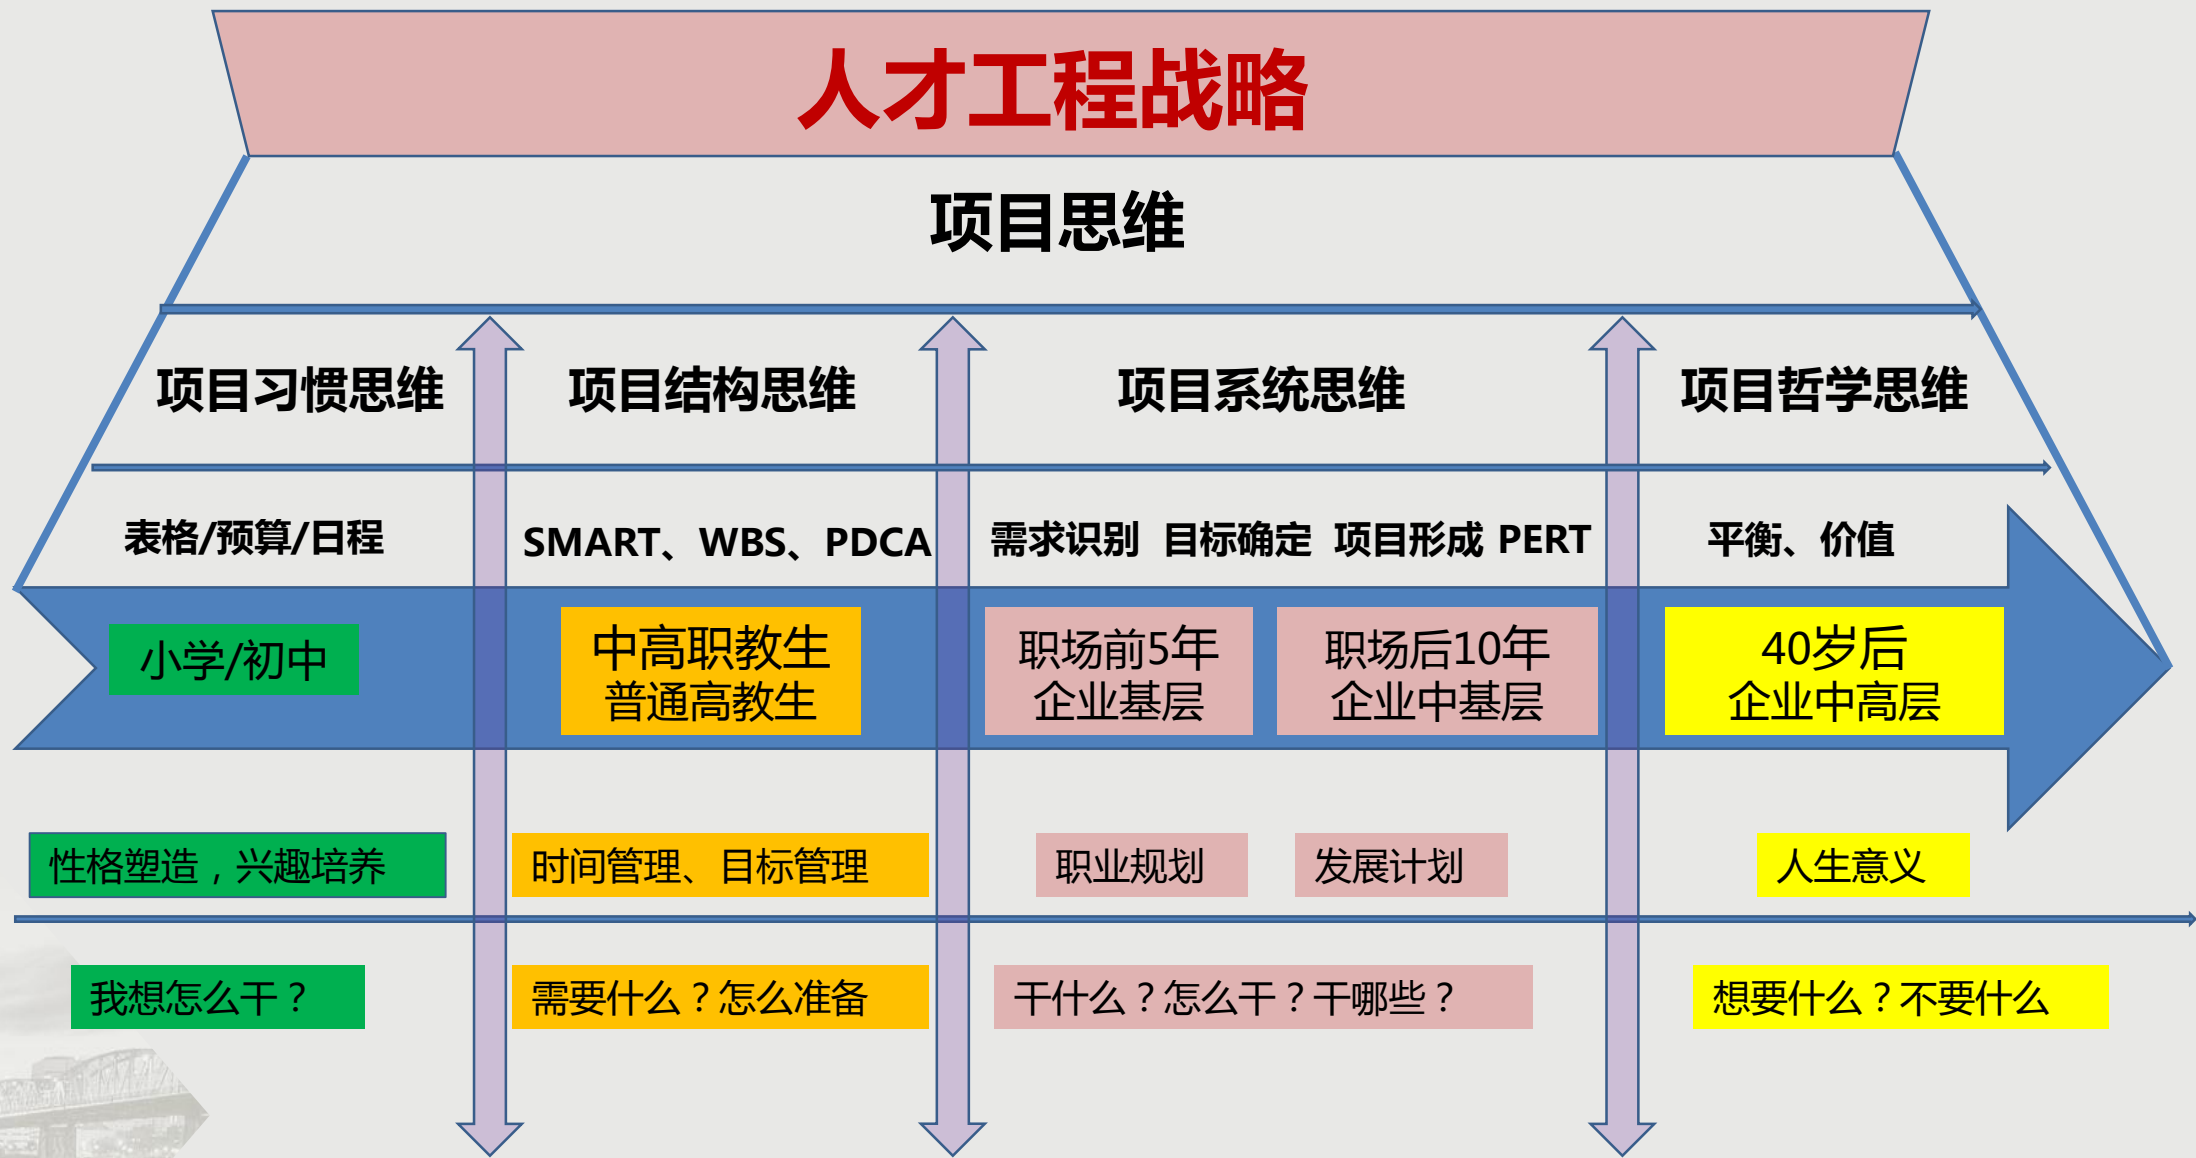 人才工程战略
项目思维
项目习惯思维
项目结构思维
项目系统思维
项目哲学思维
表格/预算/日程
SMART、WBS、PDCA
需求识别 目标确定 项目形成 PERT
平衡、价值
小学/初中
中高职教生
普通高教生
职场前5年
企业基层
职场后10年
企业中基层
40岁后
企业中高层
性格塑造，兴趣培养
时间管理、目标管理
职业规划
发展计划
人生意义
我想怎么干？
需要什么？怎么准备
干什么？怎么干？干哪些？
想要什么？不要什么